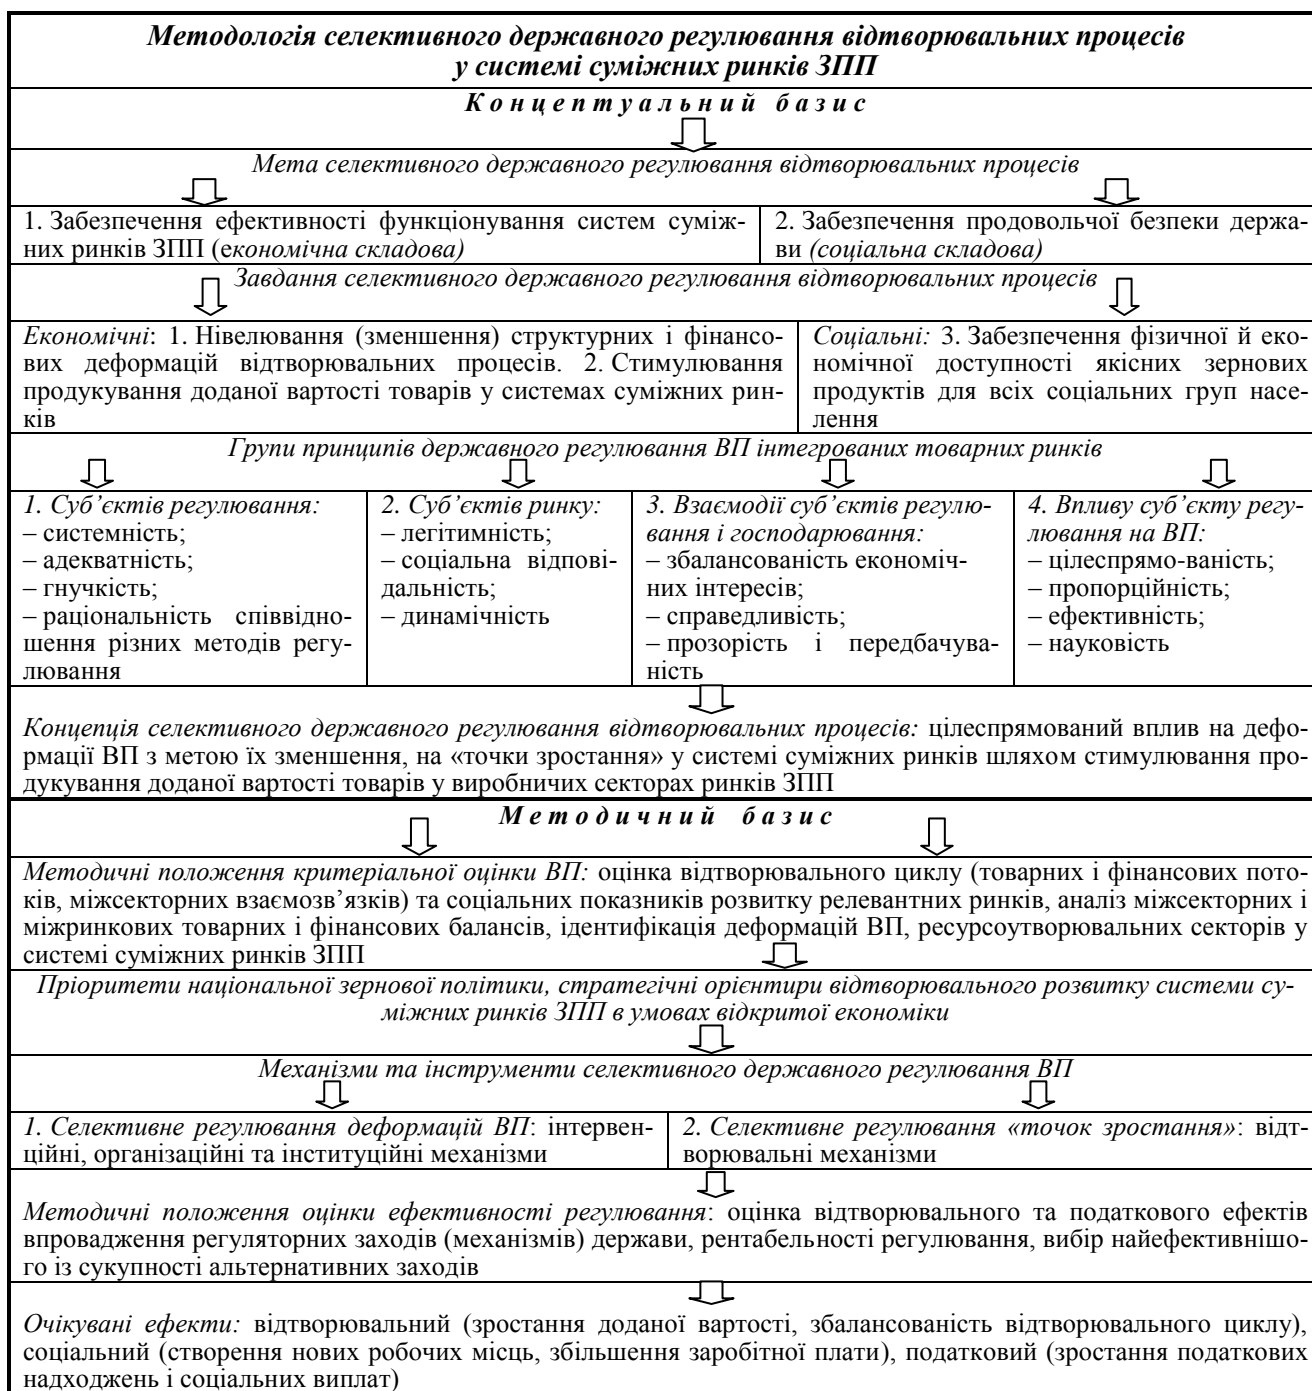 Методологія селективного державного регулювання відтворювальних процесів
у системі суміжних ринків ЗПП
Концептуальний базис
Мета селективного державного регулювання відтворювальних процесів
1. Забезпечення ефективності функціонування систем суміж-
них ринків ЗПП (економічна складова)
2. Забезпечення продовольчої безпеки держа-
ви (соціальна складова)
Завдання селективного державного регулювання відтворювальних процесів
Економічні: 1. Нівелювання (зменшення) структурних і фінансо-
вих деформацій відтворювальних процесів. 2. Стимулювання
продукування доданої вартості товарів у системах суміжних рин-
ків
Соціальні: 3. Забезпечення фізичної й еко-
номічної доступності якісних зернових
продуктів для всіх соціальних груп насе-
лення
Групи принципів державного регулювання ВП інтегрованих товарних ринків
1. Суб’єктів регулювання:
– системність;
– адекватність;
– гнучкість;
– раціональність співвідно-
шення різних методів регу-
лювання
2. Суб’єктів ринку:
– легітимність;
– соціальна відпові-
дальність;
– динамічність
3. Взаємодії суб’єктів регулю-
вання і господарювання:
– збалансованість економіч-
них інтересів;
– справедливість;
– прозорість і передбачува-
ність
4. Впливу суб’єкту регу-
лювання на ВП:
– цілеспрямо-ваність;
– пропорційність;
– ефективність;
– науковість
Концепція селективного державного регулювання відтворювальних процесів: цілеспрямований вплив на дефо-
рмації ВП з метою їх зменшення, на «точки зростання» у системі суміжних ринків шляхом стимулювання про-
дукування доданої вартості товарів у виробничих секторах ринків ЗПП
Методичний базис
Методичні положення критеріальної оцінки ВП: оцінка відтворювального циклу (товарних і фінансових пото-
ків, міжсекторних взаємозв’язків) та соціальних показників розвитку релевантних ринків, аналіз міжсекторних і
міжринкових товарних і фінансових балансів, ідентифікація деформацій ВП, ресурсоутворювальних секторів у
системі суміжних ринків ЗПП
Пріоритети національної зернової політики, стратегічні орієнтири відтворювального розвитку системи су-
міжних ринків ЗПП в умовах відкритої економіки
Механізми та інструменти селективного державного регулювання ВП
1. Селективне регулювання деформацій ВП: інтервен-
ційні, організаційні та інституційні механізми
2. Селективне регулювання «точок зростання»: відт-
ворювальні механізми
Методичні положення оцінки ефективності регулювання: оцінка відтворювального та податкового ефектів
впровадження регуляторних заходів (механізмів) держави, рентабельності регулювання, вибір найефективнішо-
го із сукупності альтернативних заходів
Очікувані ефекти: відтворювальний (зростання доданої вартості, збалансованість відтворювального циклу),
соціальний (створення нових робочих місць, збільшення заробітної плати), податковий (зростання податкових
надходжень і соціальних виплат)